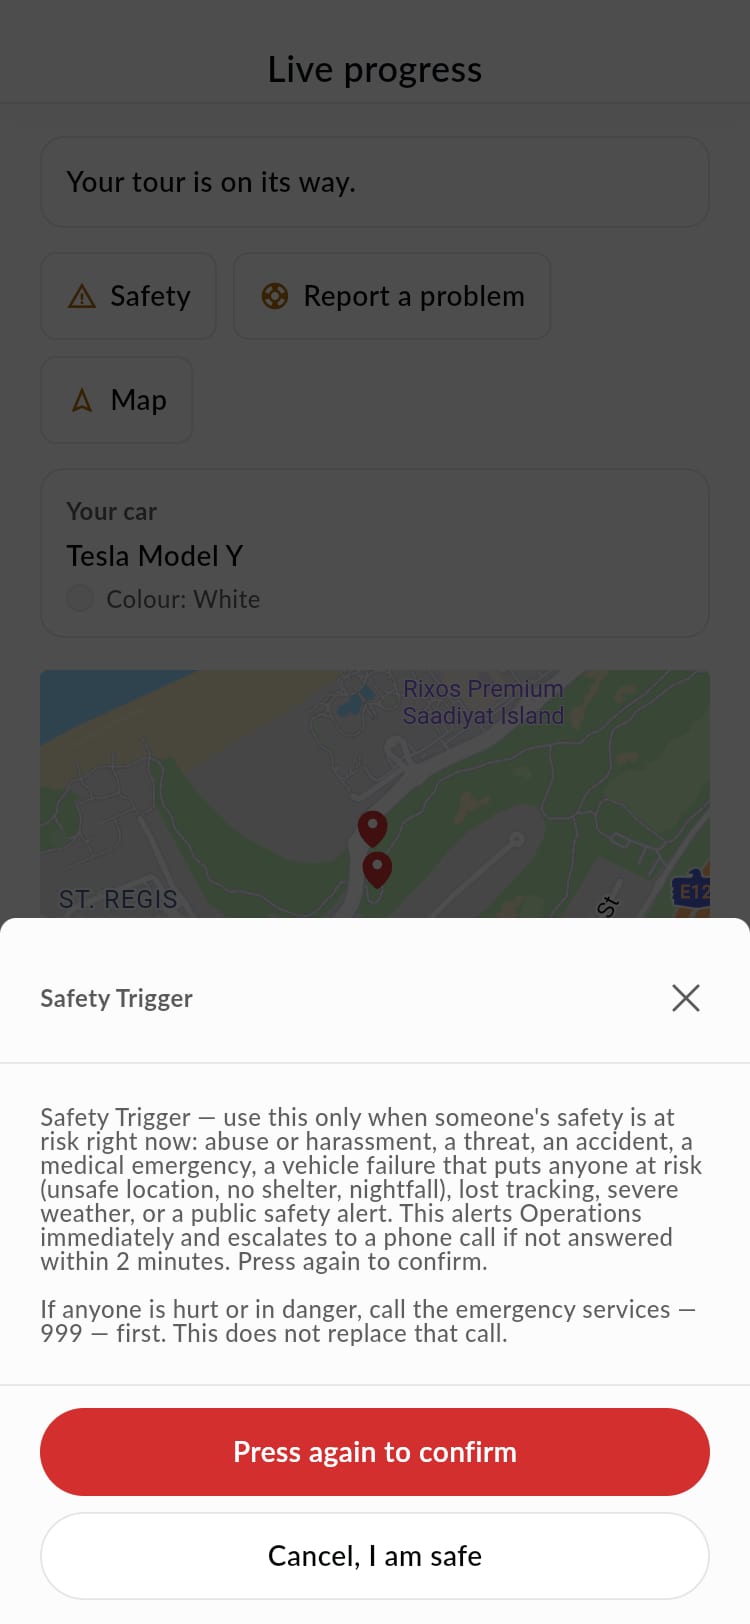 Live progress
Your tour is on its way.
Safety
Report a problem
Map
Your car
Tesla Model Y
Colour: White
Rixos Premium
Saadiyat Island
ST. REGIS
E12
St
Safety Trigger
Safety Trigger — use this only when someone's safety is at
risk right now: abuse or harassment, a threat, an accident, a
medical emergency, a vehicle failure that puts anyone at risk
(unsafe location, no shelter, nightfall), lost tracking, severe
weather, or a public safety alert. This alerts Operations
immediately and escalates to a phone call if not answered
within 2 minutes. Press again to confirm.
If anyone is hurt or in danger, call the emergency services —
999 — first. This does not replace that call.
Press again to confirm
Cancel, I am safe